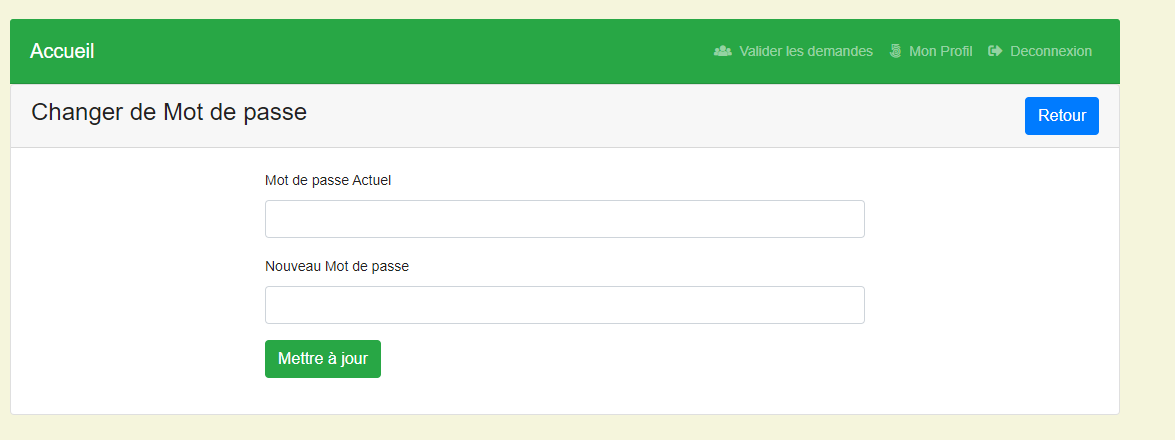 Accueil Valider les demandes Mon Profil Deconnexion
Changer de Mot de passe Retour
Mot de passe Actuel
Nouveau Mot de passe
Mettre à jour